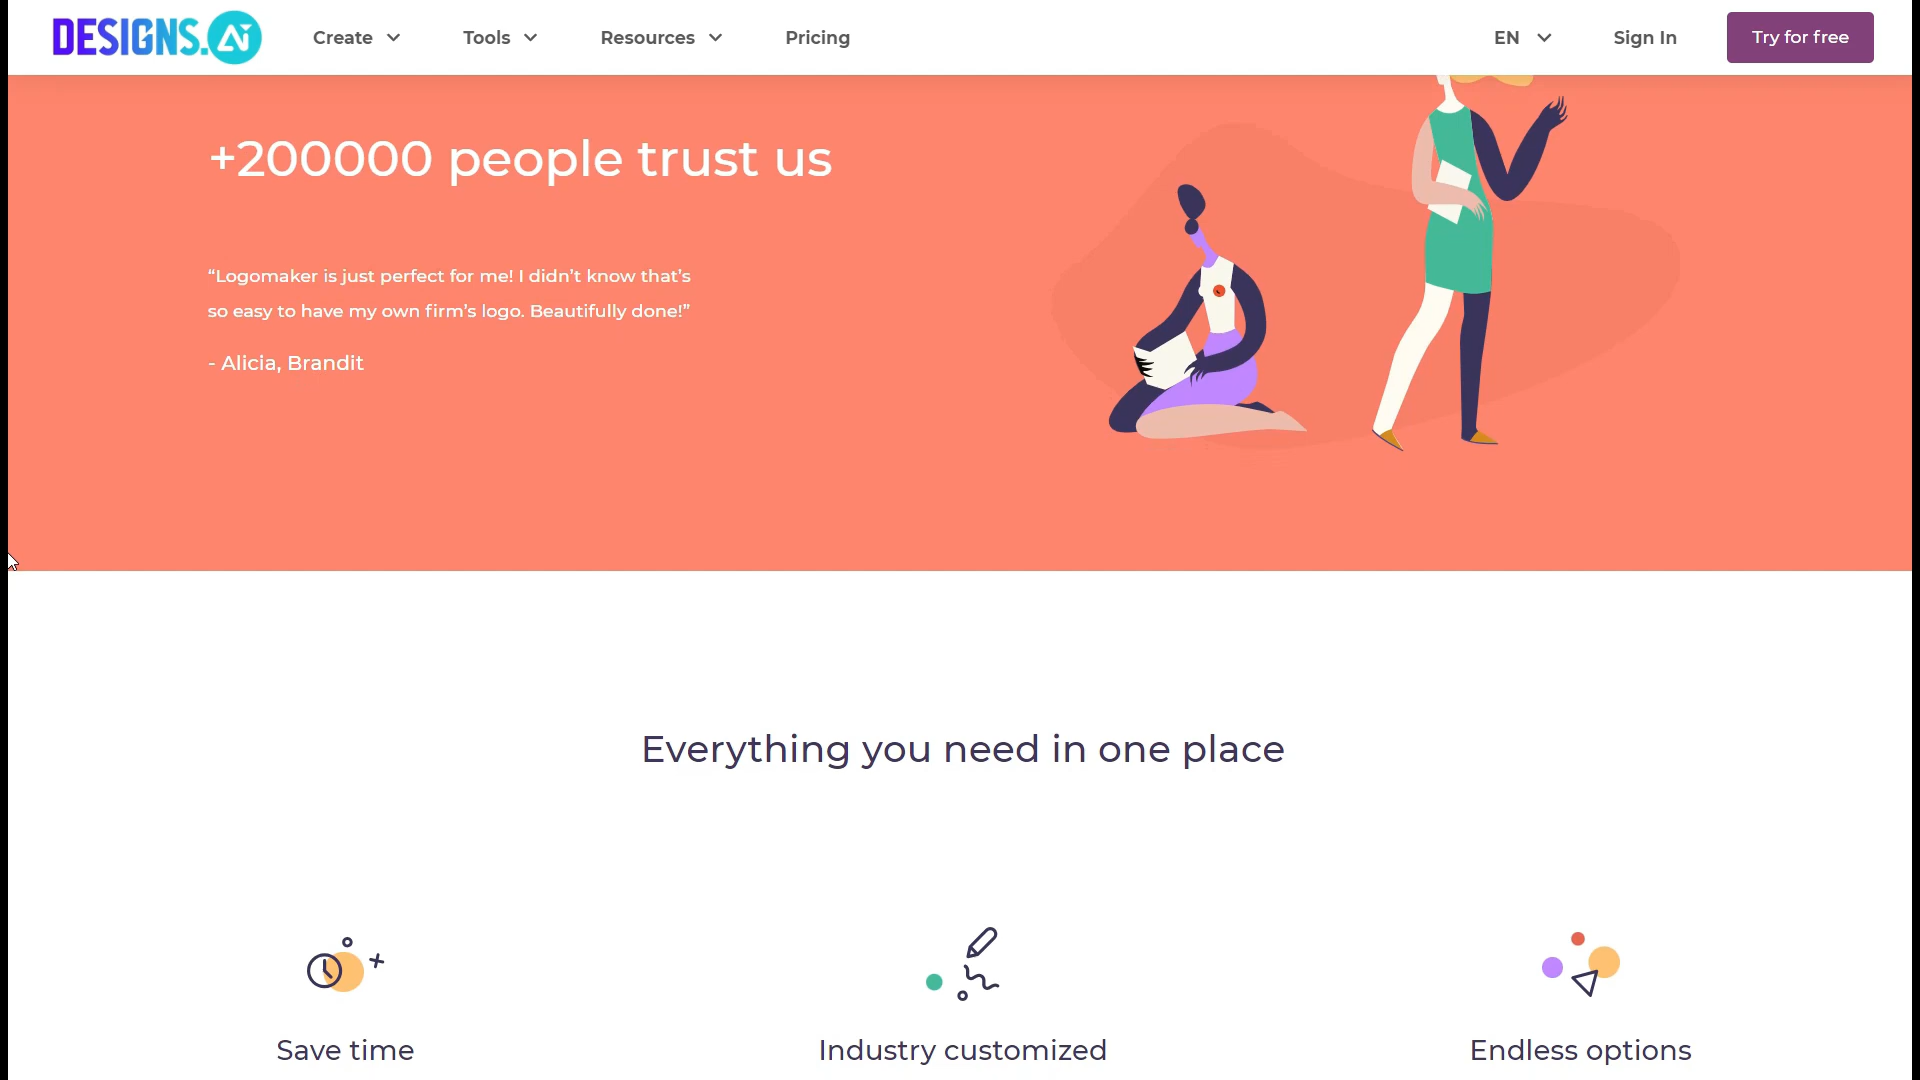 DESIGNS.Ai
Create
Tools
Resources
Pricing
EN
Sign In
Try for free
+200000 people trust us
“Logomaker is just perfect for me! I didn’t know that’s
so easy to have my own firm’s logo. Beautifully done!”
- Alicia, Brandit
Everything you need in one place
Save time
Industry customized
Endless options